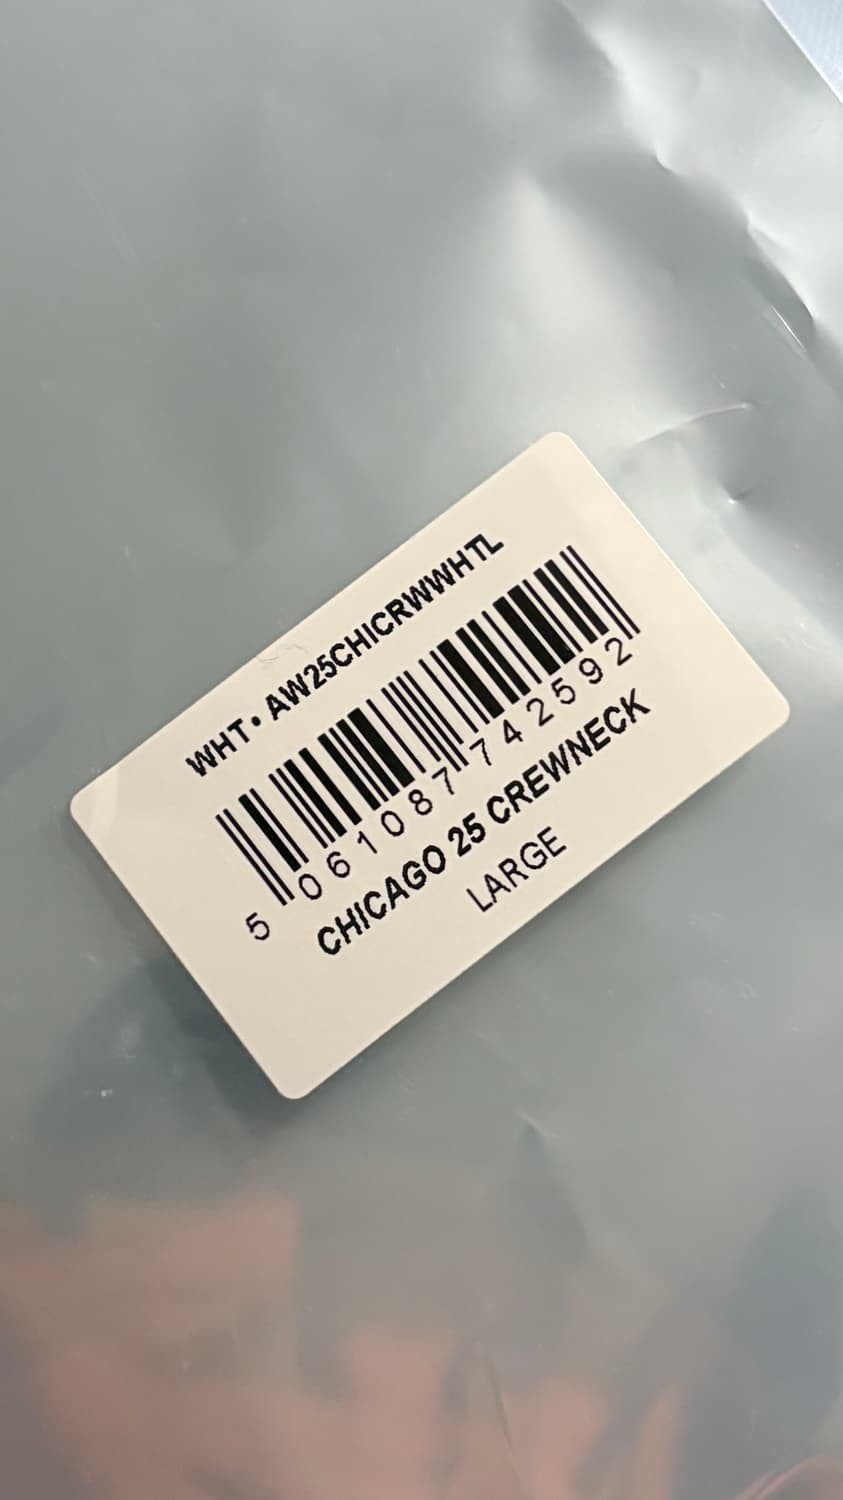 WHT• AW25CHICRWWHTL
5 061087 742592
CHICAGO 25 CREWNECK
LARGE